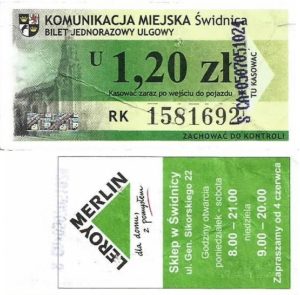 KOMUNIKACJA MIEJSKA Świdnica
BILET JEDNORAZOWY ULGOWY
U 1,20 zł
Kasować zaraz po wejściu do pojazdu
TU KASOWAĆ
RK 1581692
ZACHOWAĆ DO KONTROLI
LEROY MERLIN
dla domu
z pomysłem
Sklep w Świdnicy
ul. Gen. Sikorskiego 22
Godziny otwarcia
poniedziałek - sobota
8.00 – 21.00
niedziela
9.00 – 20.00
Zapraszamy od 4 czerwca